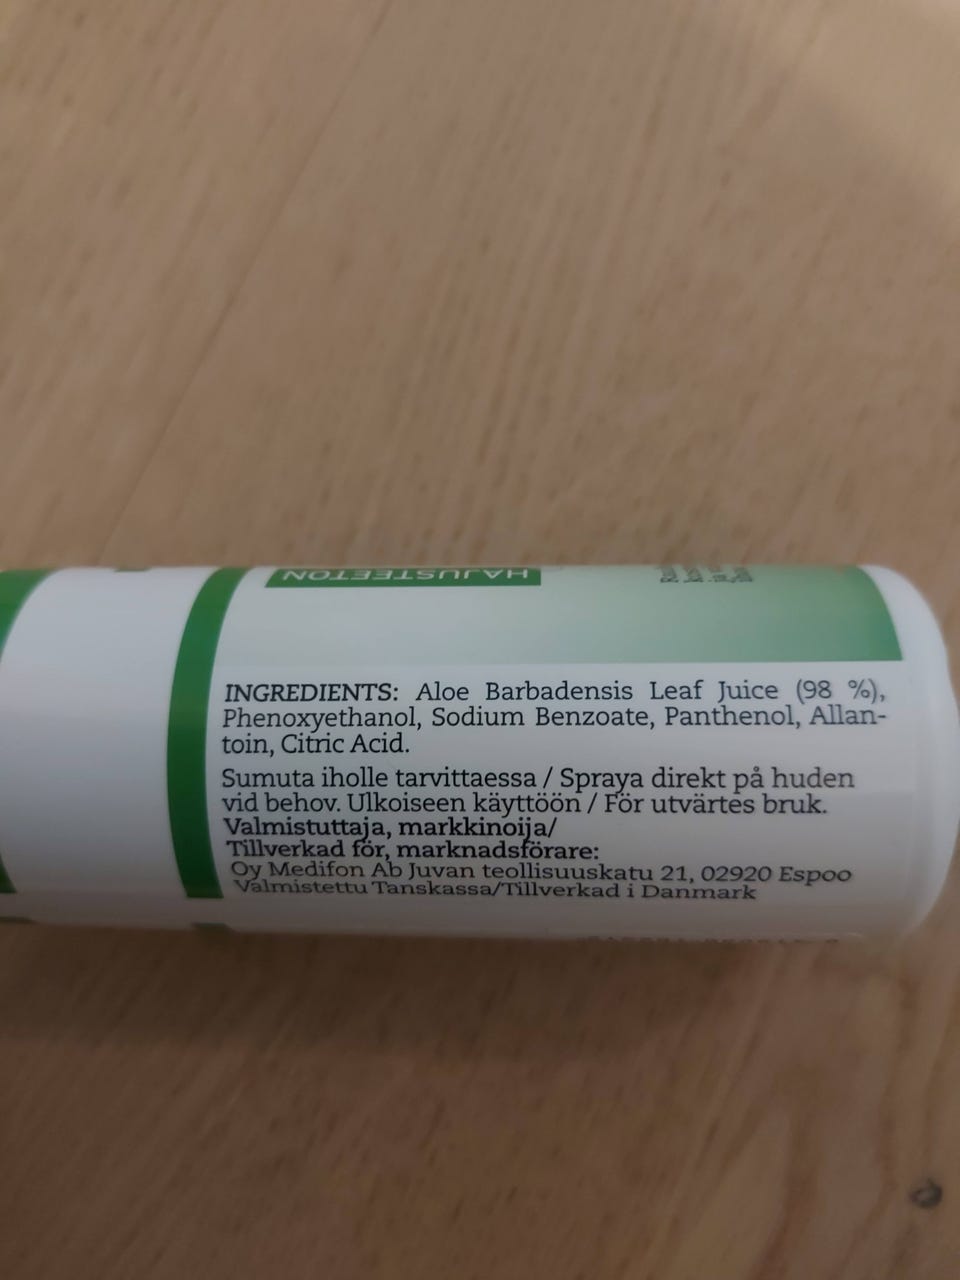 HAJUSTEETON
INGREDIENTS: Aloe Barbadensis Leaf Juice (98 %),
Phenoxyethanol, Sodium Benzoate, Panthenol, Allan-
toin, Citric Acid.
Sumuta iholle tarvittaessa / Spraya direkt på huden
vid behov. Ulkoiseen käyttöön / För utvärtes bruk.
Valmistuttaja, markkinoija/
Tillverkad för, marknadsförare:
Oy Medifon Ab Juvan teollisuuskatu 21, 02920 Espoo
Valmistettu Tanskassa/Tillverkad i Danmark